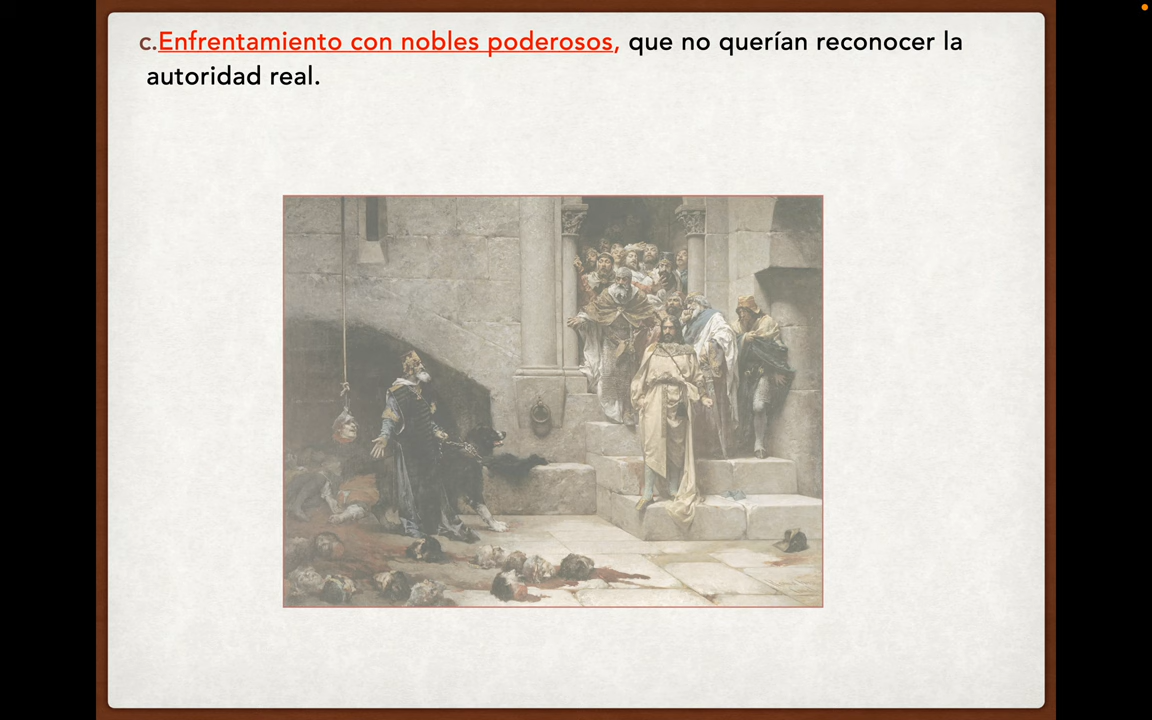 c.Enfrentamiento con nobles poderosos, que no querían reconocer la
autoridad real.